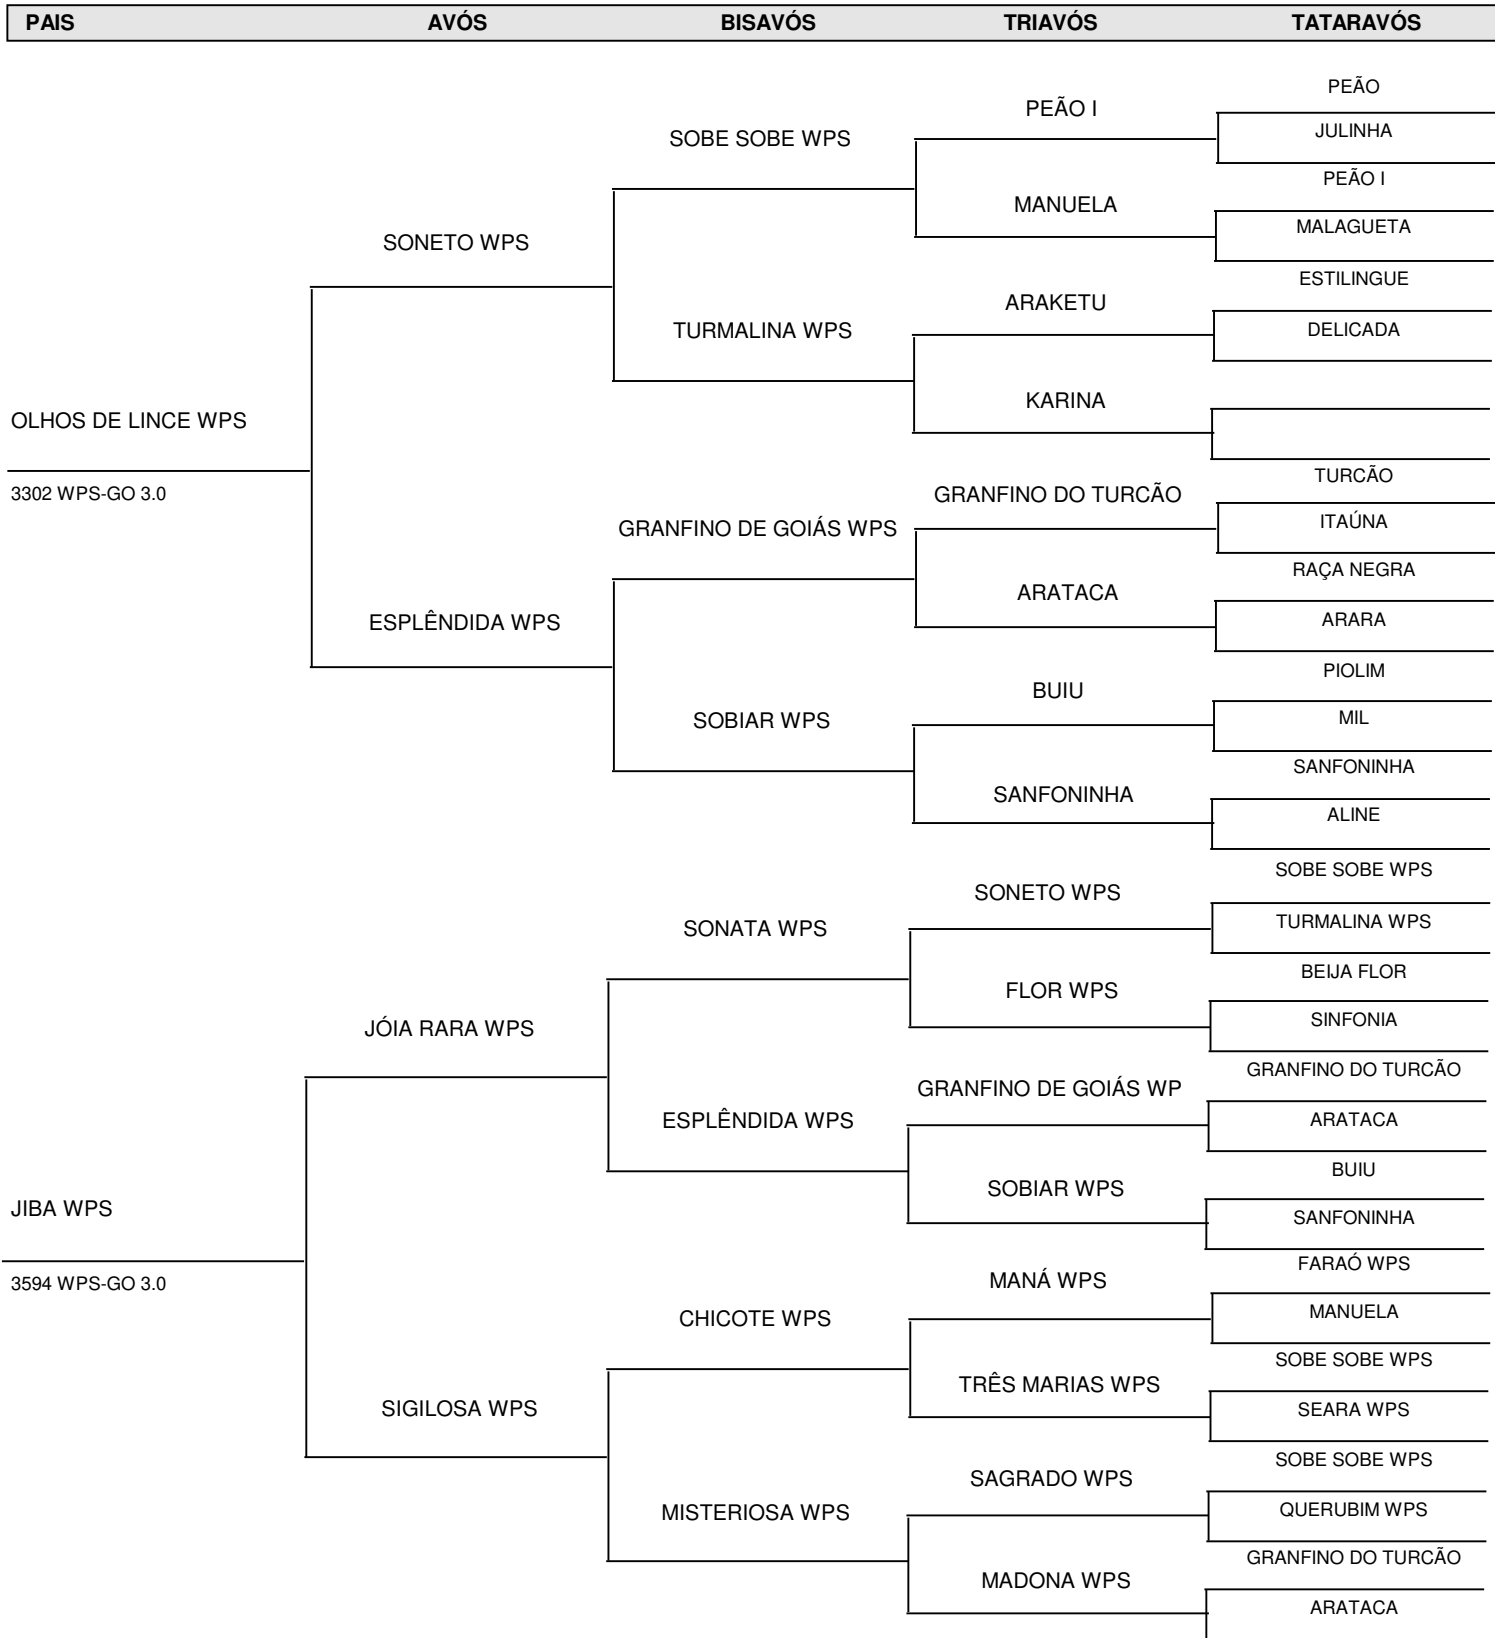 PAIS AVÓS BISAVÓS TRIAVÓS TATARAVÓS
PEÃO
PEÃO I
JULINHA
SOBE SOBE WPS
PEÃO I
MANUELA
MALAGUETA
SONETO WPS
ESTILINGUE
ARAKETU
DELICADA
TURMALINA WPS
KARINA
OLHOS DE LINCE WPS
TURCÃO
3302 WPS-GO 3.0
GRANFINO DO TURCÃO
ITAÚNA
GRANFINO DE GOIÁS WPS
RAÇA NEGRA
ARATACA
ARARA
ESPLÊNDIDA WPS
PIOLIM
BUIU
MIL
SOBIAR WPS
SANFONINHA
SANFONINHA
ALINE
SOBE SOBE WPS
SONETO WPS
TURMALINA WPS
SONATA WPS
BEIJA FLOR
FLOR WPS
SINFONIA
JÓIA RARA WPS
GRANFINO DO TURCÃO
GRANFINO DE GOIÁS WP
ARATACA
ESPLÊNDIDA WPS
BUIU
SOBIAR WPS
SANFONINHA
JIBA WPS
FARAÓ WPS
3594 WPS-GO 3.0
MANÁ WPS
MANUELA
CHICOTE WPS
SOBE SOBE WPS
TRÊS MARIAS WPS
SEARA WPS
SIGILOSA WPS
SOBE SOBE WPS
SAGRADO WPS
QUERUBIM WPS
MISTERIOSA WPS
GRANFINO DO TURCÃO
MADONA WPS
ARATACA